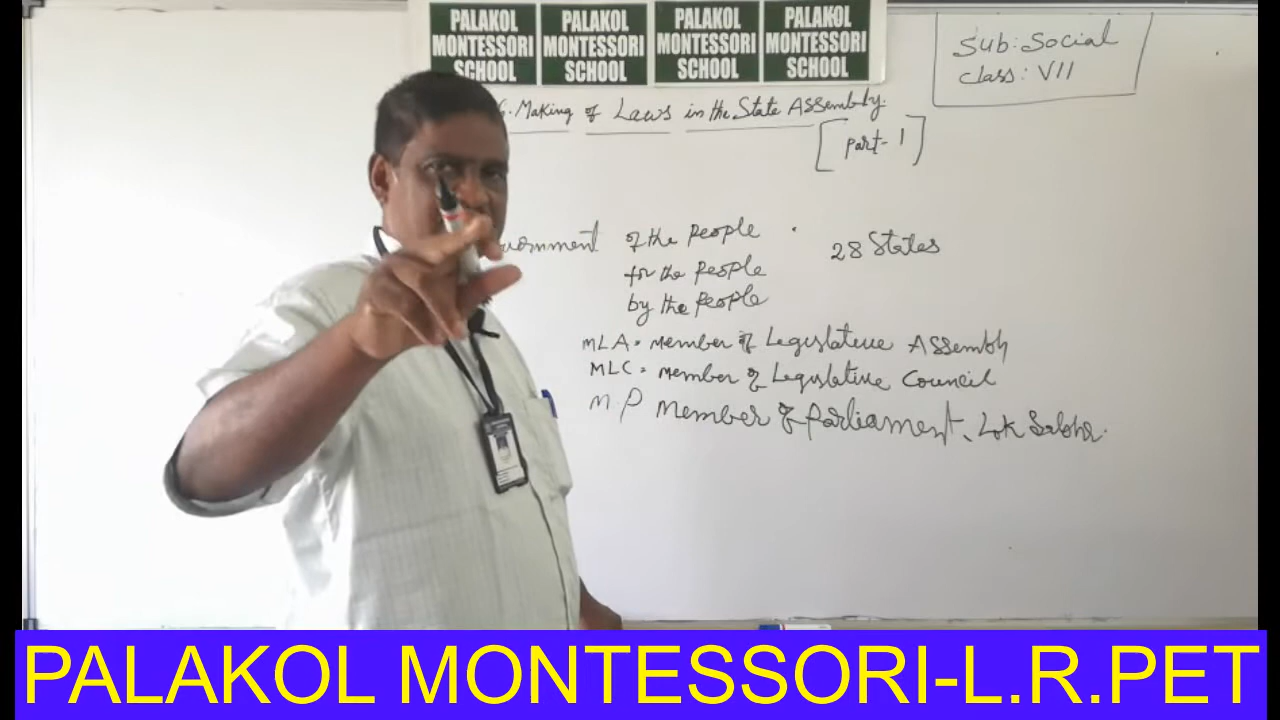 PALAKOL MONTESSORI SCHOOL
PALAKOL MONTESSORI SCHOOL
PALAKOL MONTESSORI SCHOOL
PALAKOL MONTESSORI SCHOOL
Sub: Social
Class: VII
6. Making of Laws in the State Assembly.
[Part-1]
of the People
for the People
by the People
28 States
MLA = Member of Legislative Assembly
MLC = Member of Legislative Council
M.P Member of Parliament, Lok Sabha.
PALAKOL MONTESSORI-L.R.PET